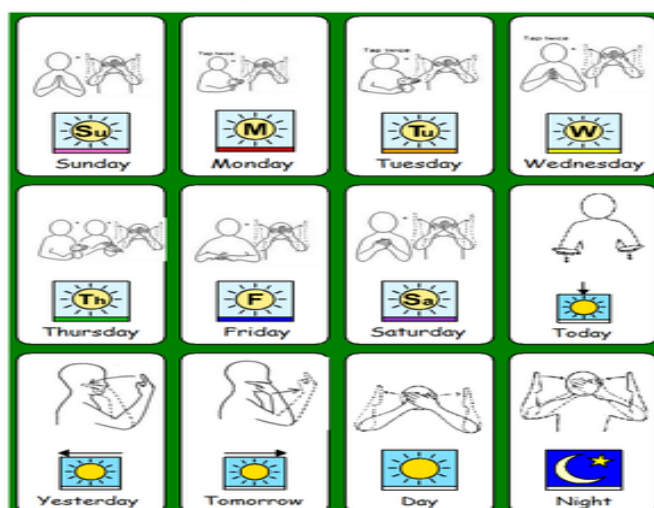 Tap twice
Tap twice
Tap twice
Su
M
Tu
W
Sunday
Monday
Tuesday
Wednesday
Th
F
Sa
Thursday
Friday
Saturday
Today
Yesterday
Tomorrow
Day
Night